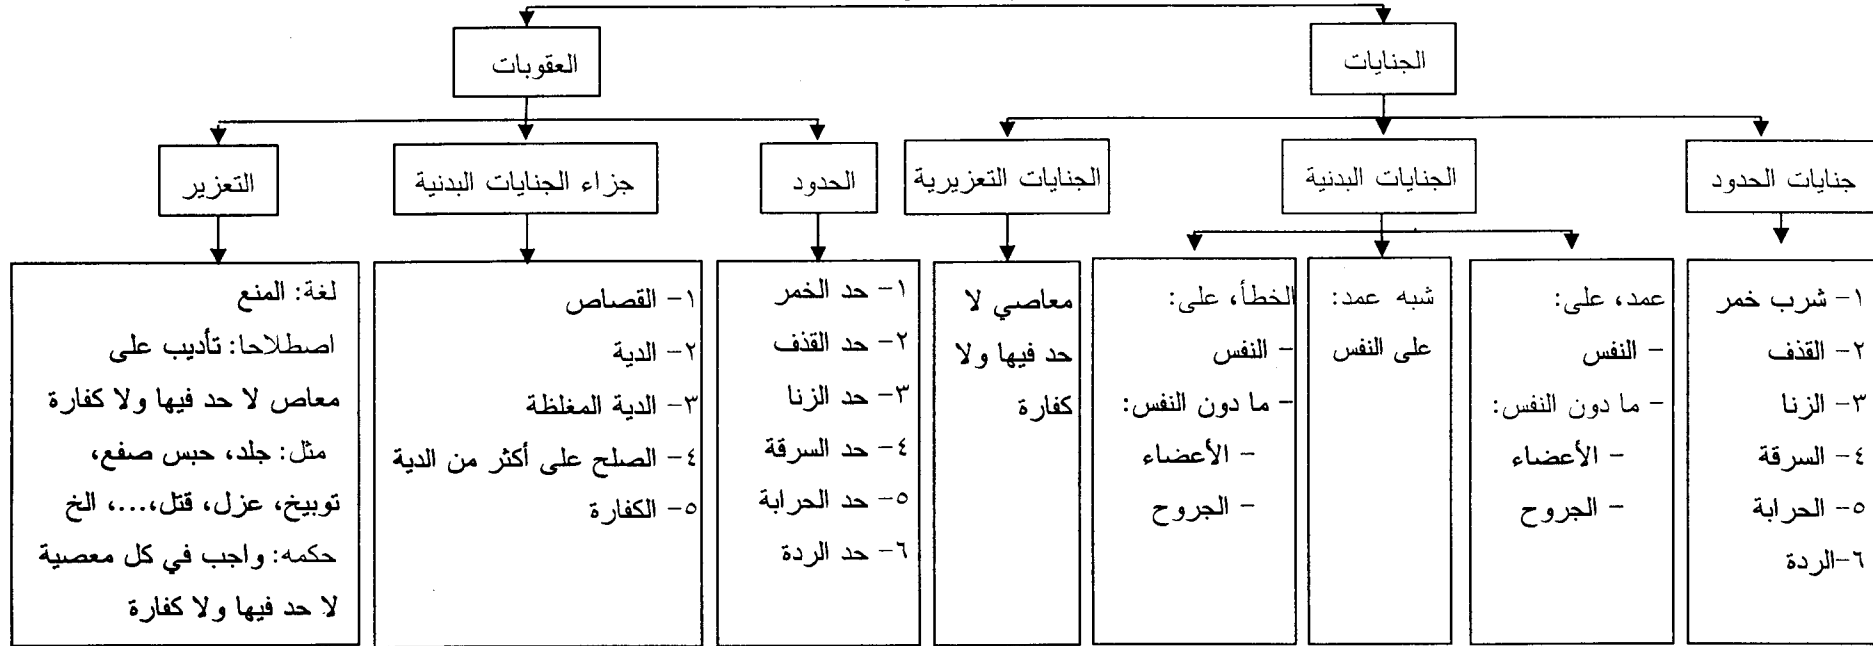 الجنايات
العقوبات
جنايات الحدود
الجنايات البدنية
الجنايات التعزيرية
الحدود
جزاء الجنايات البدنية
التعزير
١- شرب خمر
٢- القذف
٣- الزنا
٤- السرقة
٥- الحرابة
٦-الردة
عمد، على:
- النفس
- ما دون النفس:
- الأعضاء
- الجروح
شبه عمد:
على النفس
الخطأ، على:
- النفس
- ما دون النفس:
- الأعضاء
- الجروح
معاصي لا
حد فيها ولا
كفارة
١- حد الخمر
٢- حد القذف
٣- حد الزنا
٤- حد السرقة
٥- حد الحرابة
٦- حد الردة
١- القصاص
٢- الدية
٣- الدية المغلظة
٤- الصلح على أكثر من الدية
٥- الكفارة
لغة: المنع
اصطلاحا: تأديب على
معاص لا حد فيها ولا كفارة
مثل: جلد، حبس صفع،
توبيخ، عزل، قتل،...، الخ
حكمه: واجب في كل معصية
لا حد فيها ولا كفارة